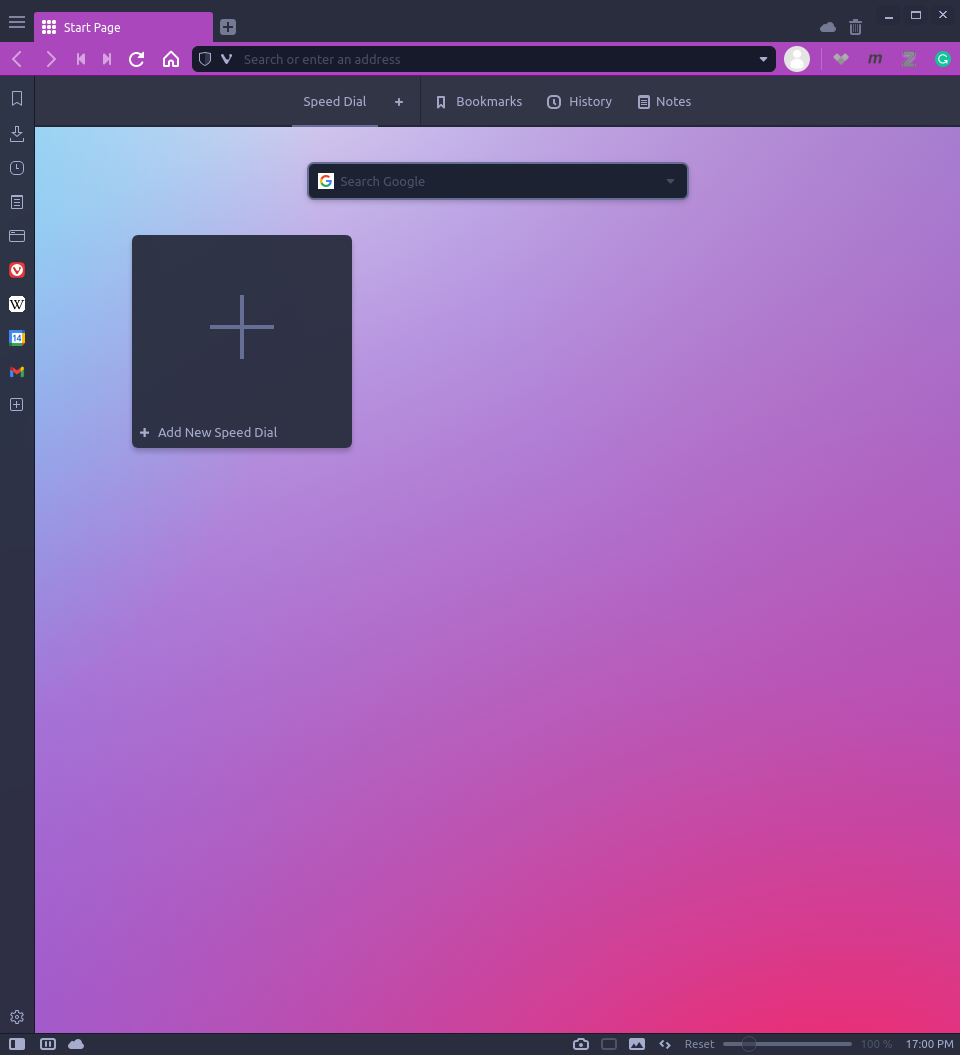 Start Page
Search or enter an address
Speed Dial
Bookmarks
History
Notes
Search Google
W
14
Add New Speed Dial
Reset
100 %
17:00 PM